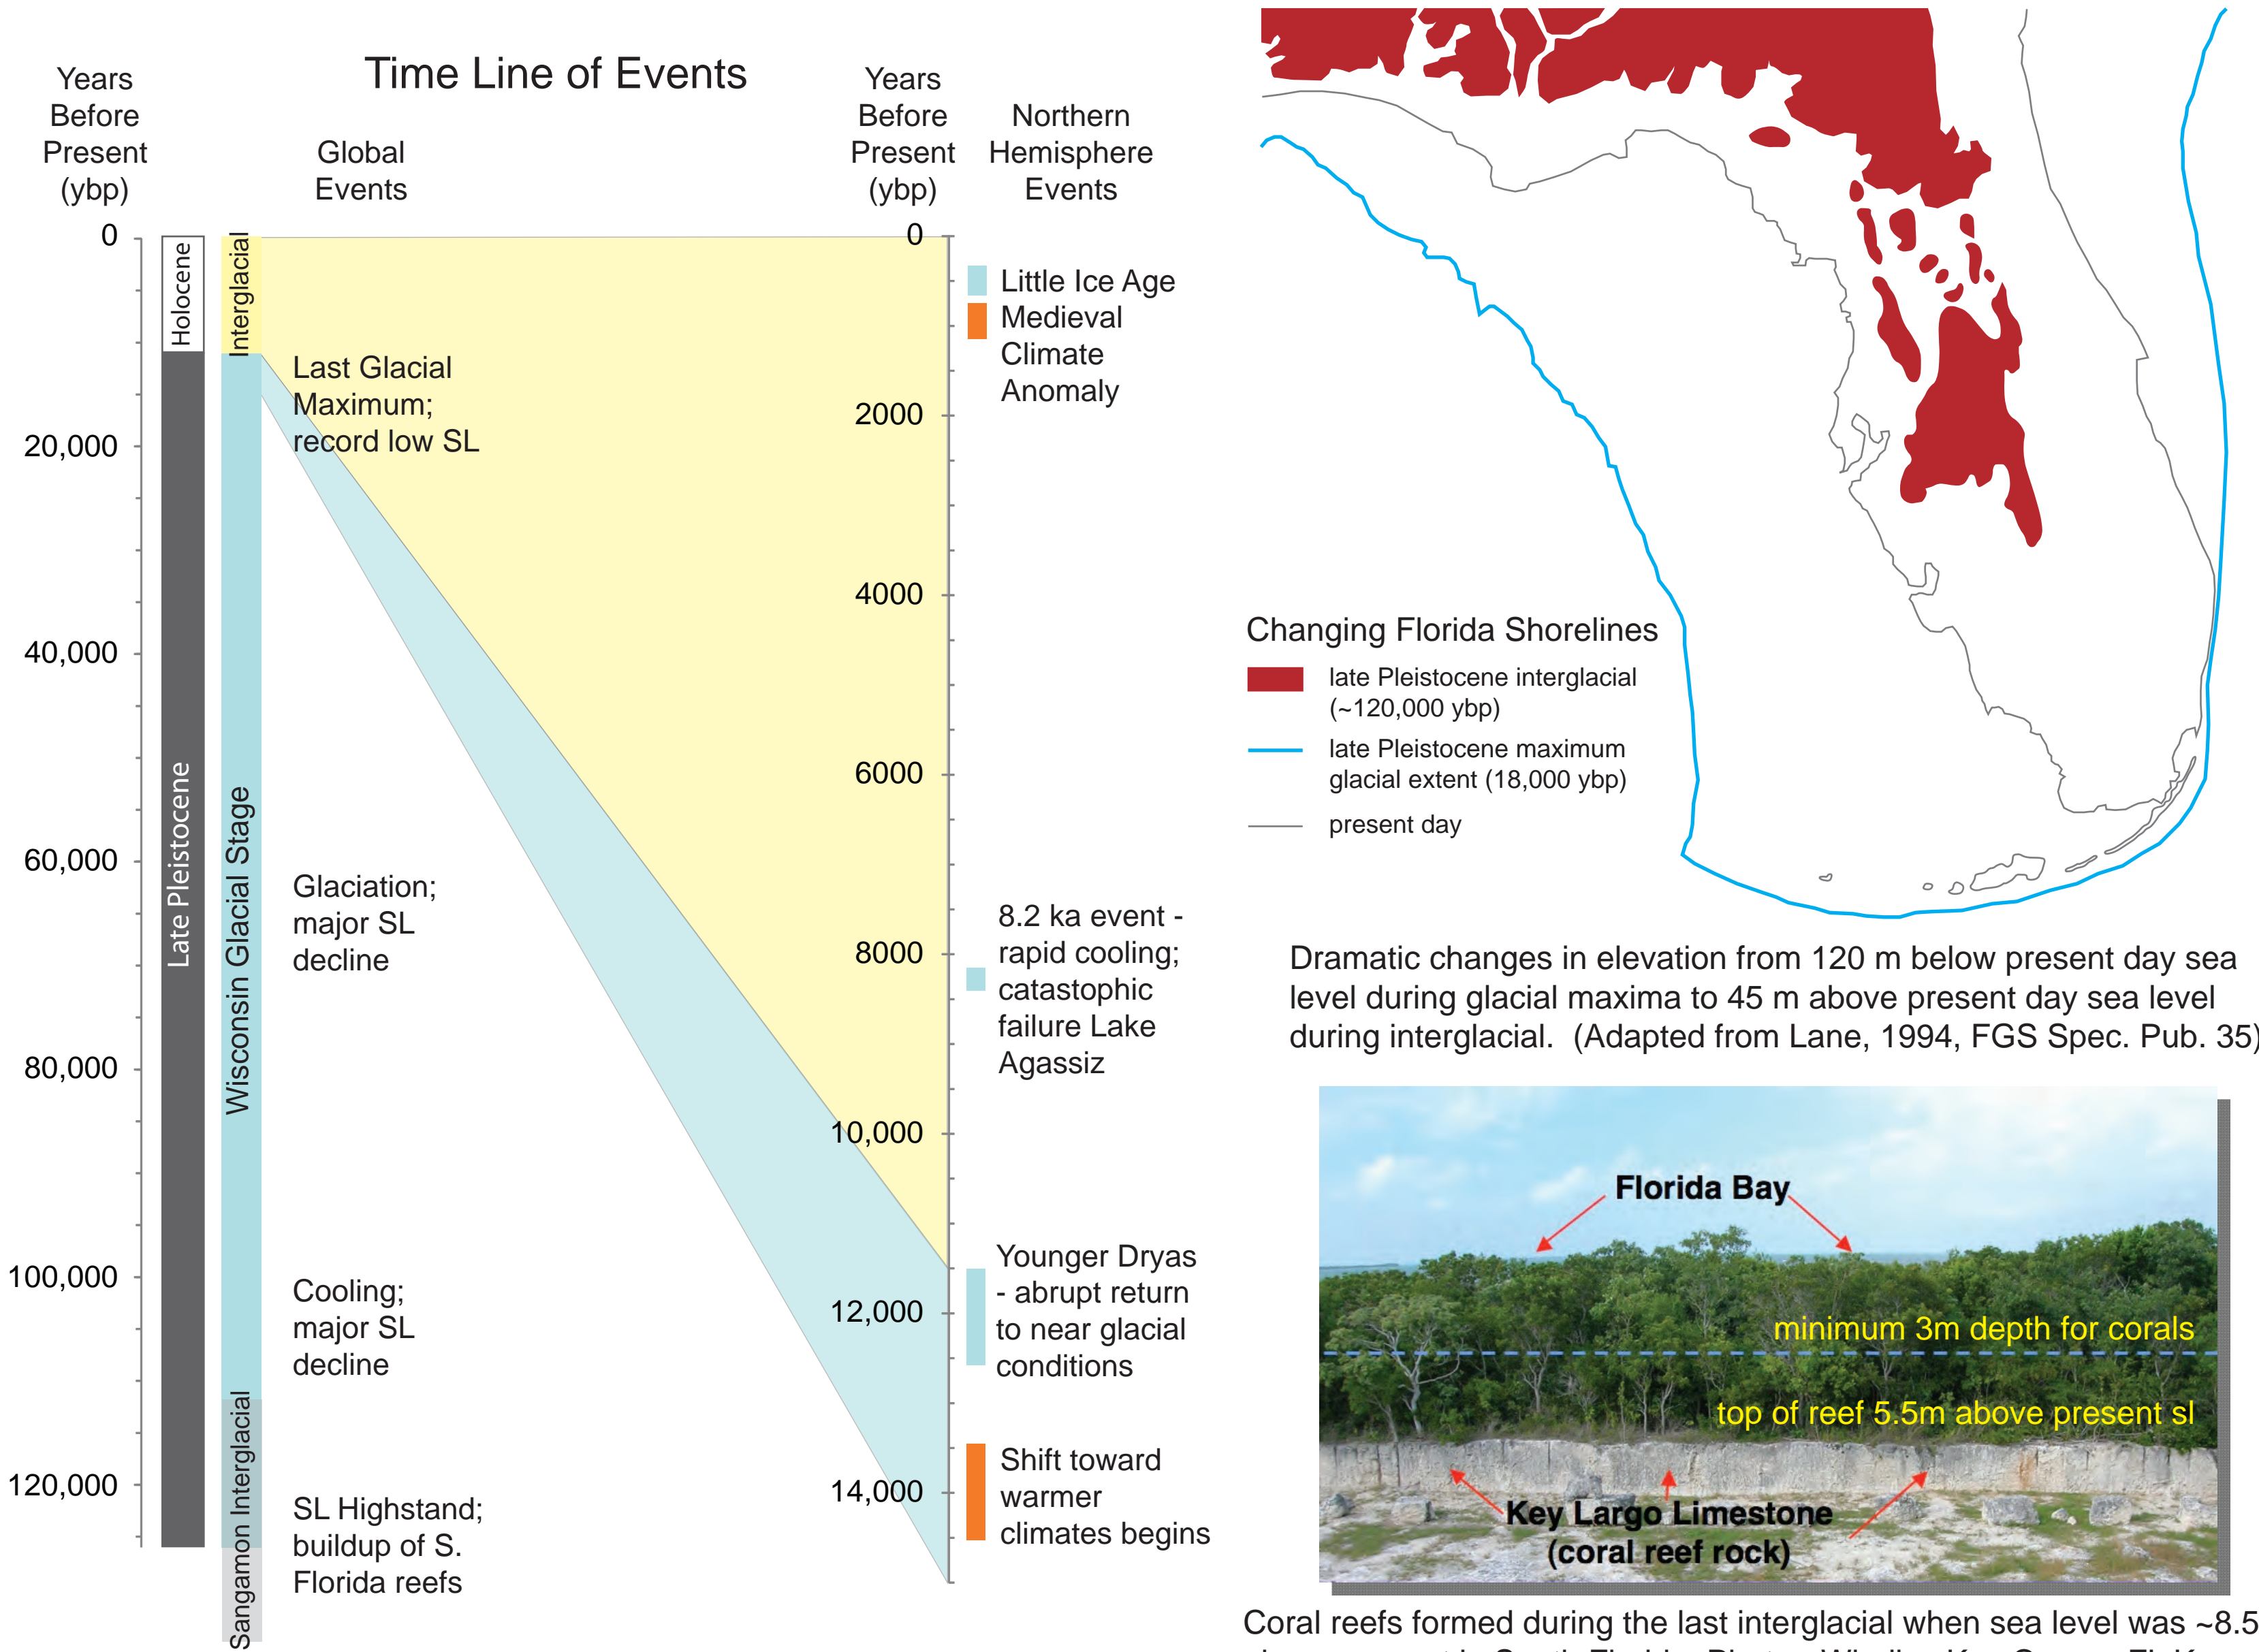 Time Line of Events
Years
Before
Present
(ybp)
Global
Events
Years
Before
Present
(ybp)
Northern
Hemisphere
Events
0
20,000
40,000
60,000
80,000
100,000
120,000
Holocene
Late Pleistocene
Interglacial
Wisconsin Glacial Stage
Sangamon Interglacial
Last Glacial
Maximum;
record low SL
Glaciation;
major SL
decline
Cooling;
major SL
decline
SL Highstand;
buildup of S.
Florida reefs
0
2000
4000
6000
8000
10,000
12,000
14,000
Little Ice Age
Medieval
Climate
Anomaly
8.2 ka event -
rapid cooling;
catastophic
failure Lake
Agassiz
Younger Dryas
- abrupt return
to near glacial
conditions
Shift toward
warmer
climates begins
Changing Florida Shorelines
late Pleistocene interglacial
(~120,000 ybp)
late Pleistocene maximum
glacial extent (18,000 ybp)
present day
Dramatic changes in elevation from 120 m below present day sea
level during glacial maxima to 45 m above present day sea level
during interglacial. (Adapted from Lane, 1994, FGS Spec. Pub. 35)
Florida Bay
minimum 3m depth for corals
top of reef 5.5m above present sl
Key Largo Limestone
(coral reef rock)
Coral reefs formed during the last interglacial when sea level was ~8.5